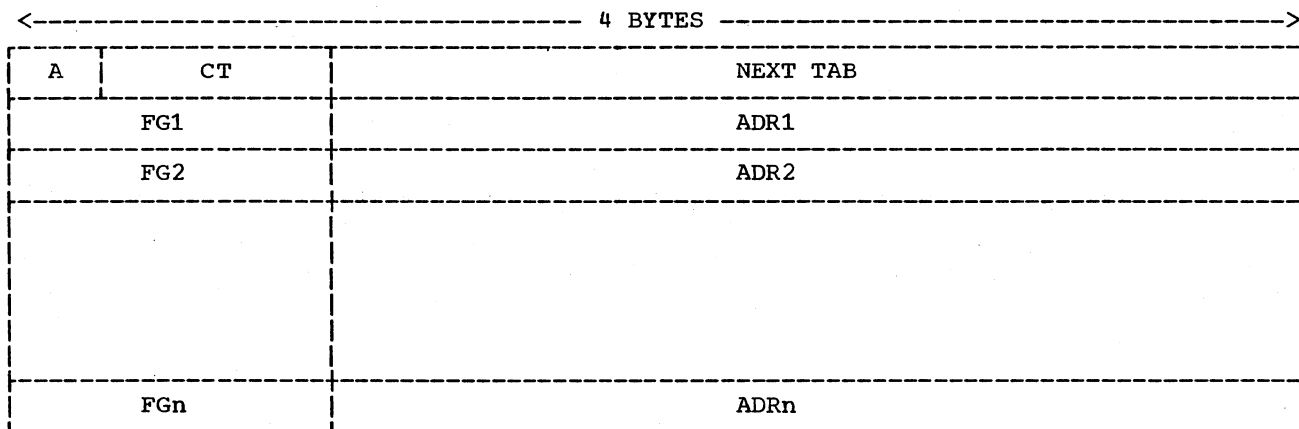 4 BYTES
A CT NEXT TAB
FG1 ADR1
FG2 ADR2
FGn ADRn